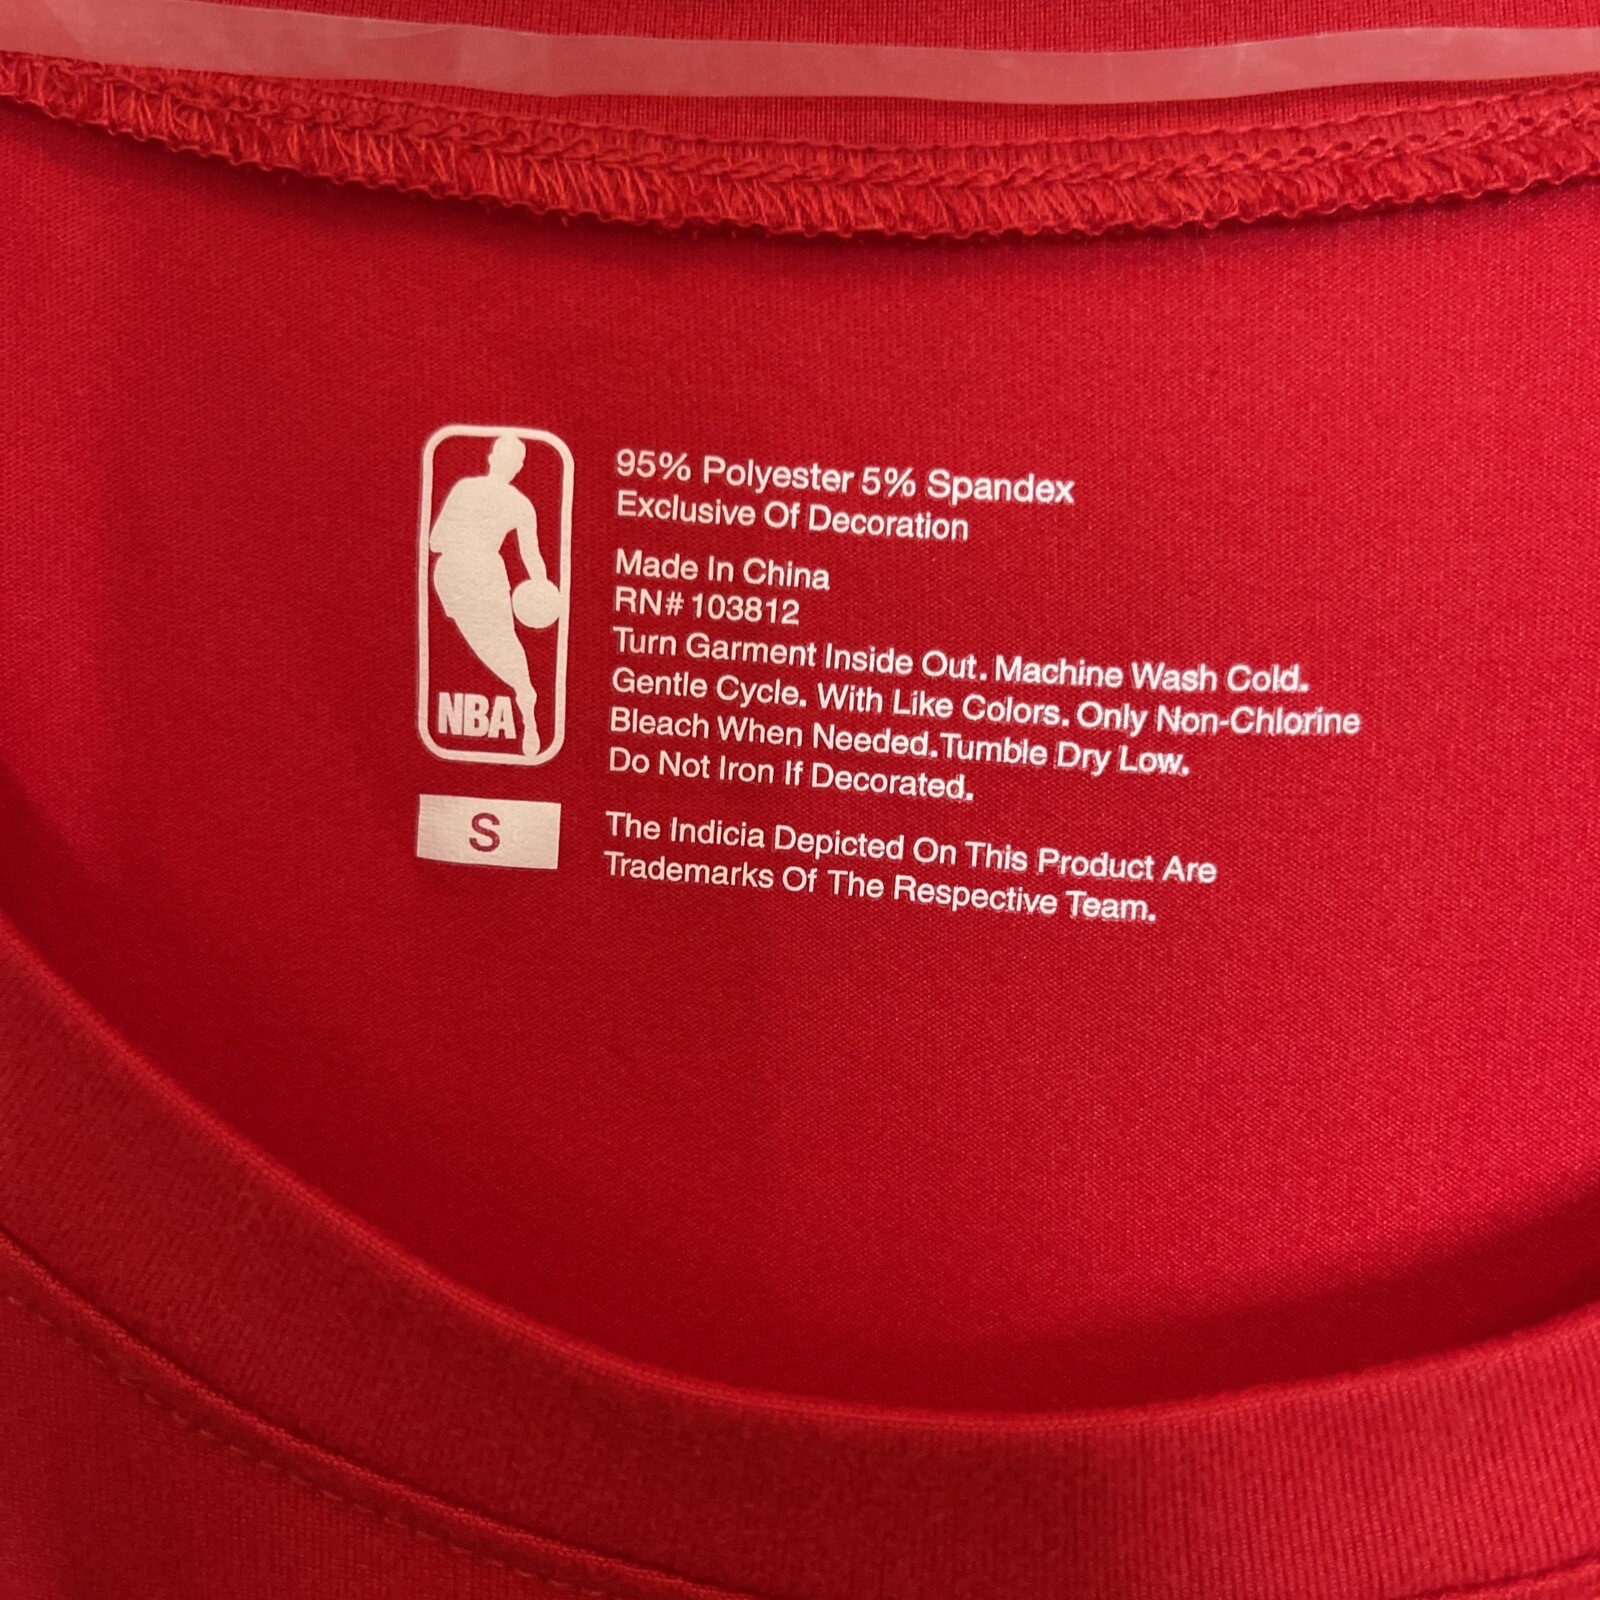 NBA
S
95% Polyester 5% Spandex
Exclusive Of Decoration
Made In China
RN# 103812
Turn Garment Inside Out. Machine Wash Cold.
Gentle Cycle. With Like Colors. Only Non-Chlorine
Bleach When Needed. Tumble Dry Low.
Do Not Iron If Decorated.
The Indicia Depicted On This Product Are
Trademarks Of The Respective Team.